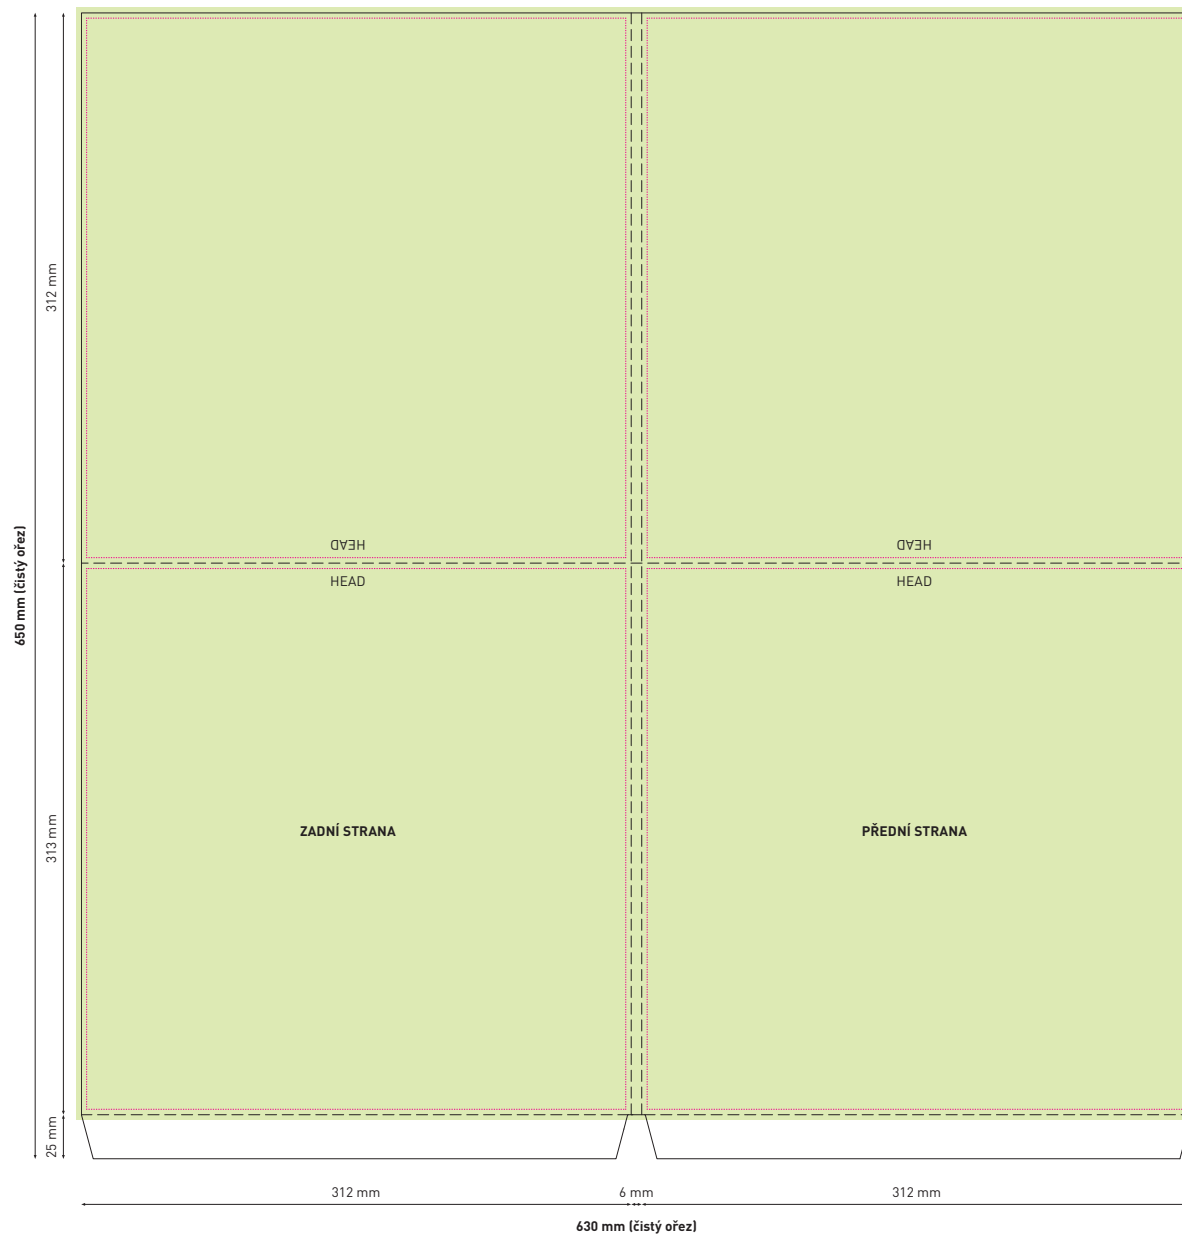 312 mm
650 mm (čistý ořez)
HEAD
HEAD
HEAD
HEAD
313 mm
ZADNÍ STRANA
PŘEDNÍ STRANA
25 mm
312 mm
6 mm
312 mm
630 mm (čistý ořez)